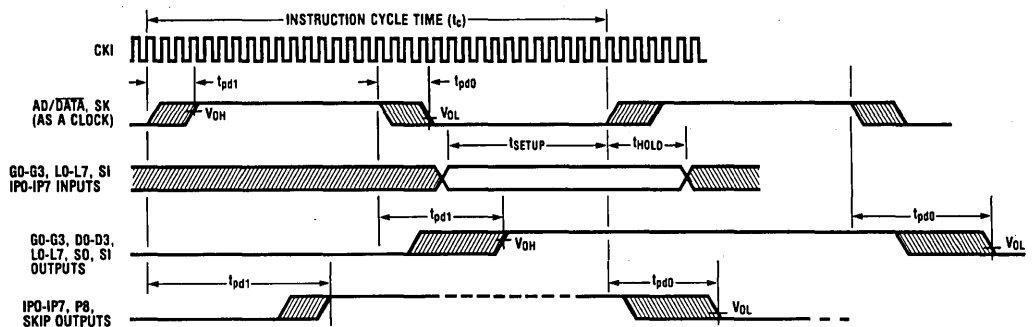 INSTRUCTION CYCLE TIME (tc)
CKI
tpd1
tpd0
AD/DATA, SK
(AS A CLOCK)
VOH
VOL
tSETUP
tHOLD
G0-G3, L0-L7, SI
IP0-IP7 INPUTS
tpd1
tpd0
G0-G3, D0-D3,
L0-L7, SO, SI
OUTPUTS
VOH
VOL
tpd1
tpd0
IP0-IP7, P8,
SKIP OUTPUTS
VOL